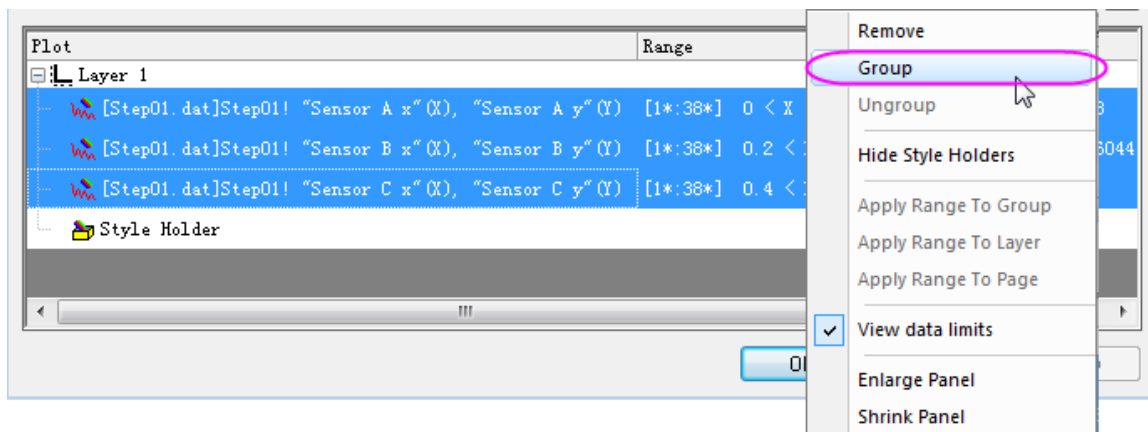 Plot Range
Layer 1
[Step01.dat]Step01! "Sensor A x"(X), "Sensor A y"(Y) [1*:38*] 0 < X
[Step01.dat]Step01! "Sensor B x"(X), "Sensor B y"(Y) [1*:38*] 0.2 < 6044
[Step01.dat]Step01! "Sensor C x"(X), "Sensor C y"(Y) [1*:38*] 0.4 <
Style Holder
Remove
Group
Ungroup
Hide Style Holders
Apply Range To Group
Apply Range To Layer
Apply Range To Page
View data limits
Enlarge Panel
Shrink Panel